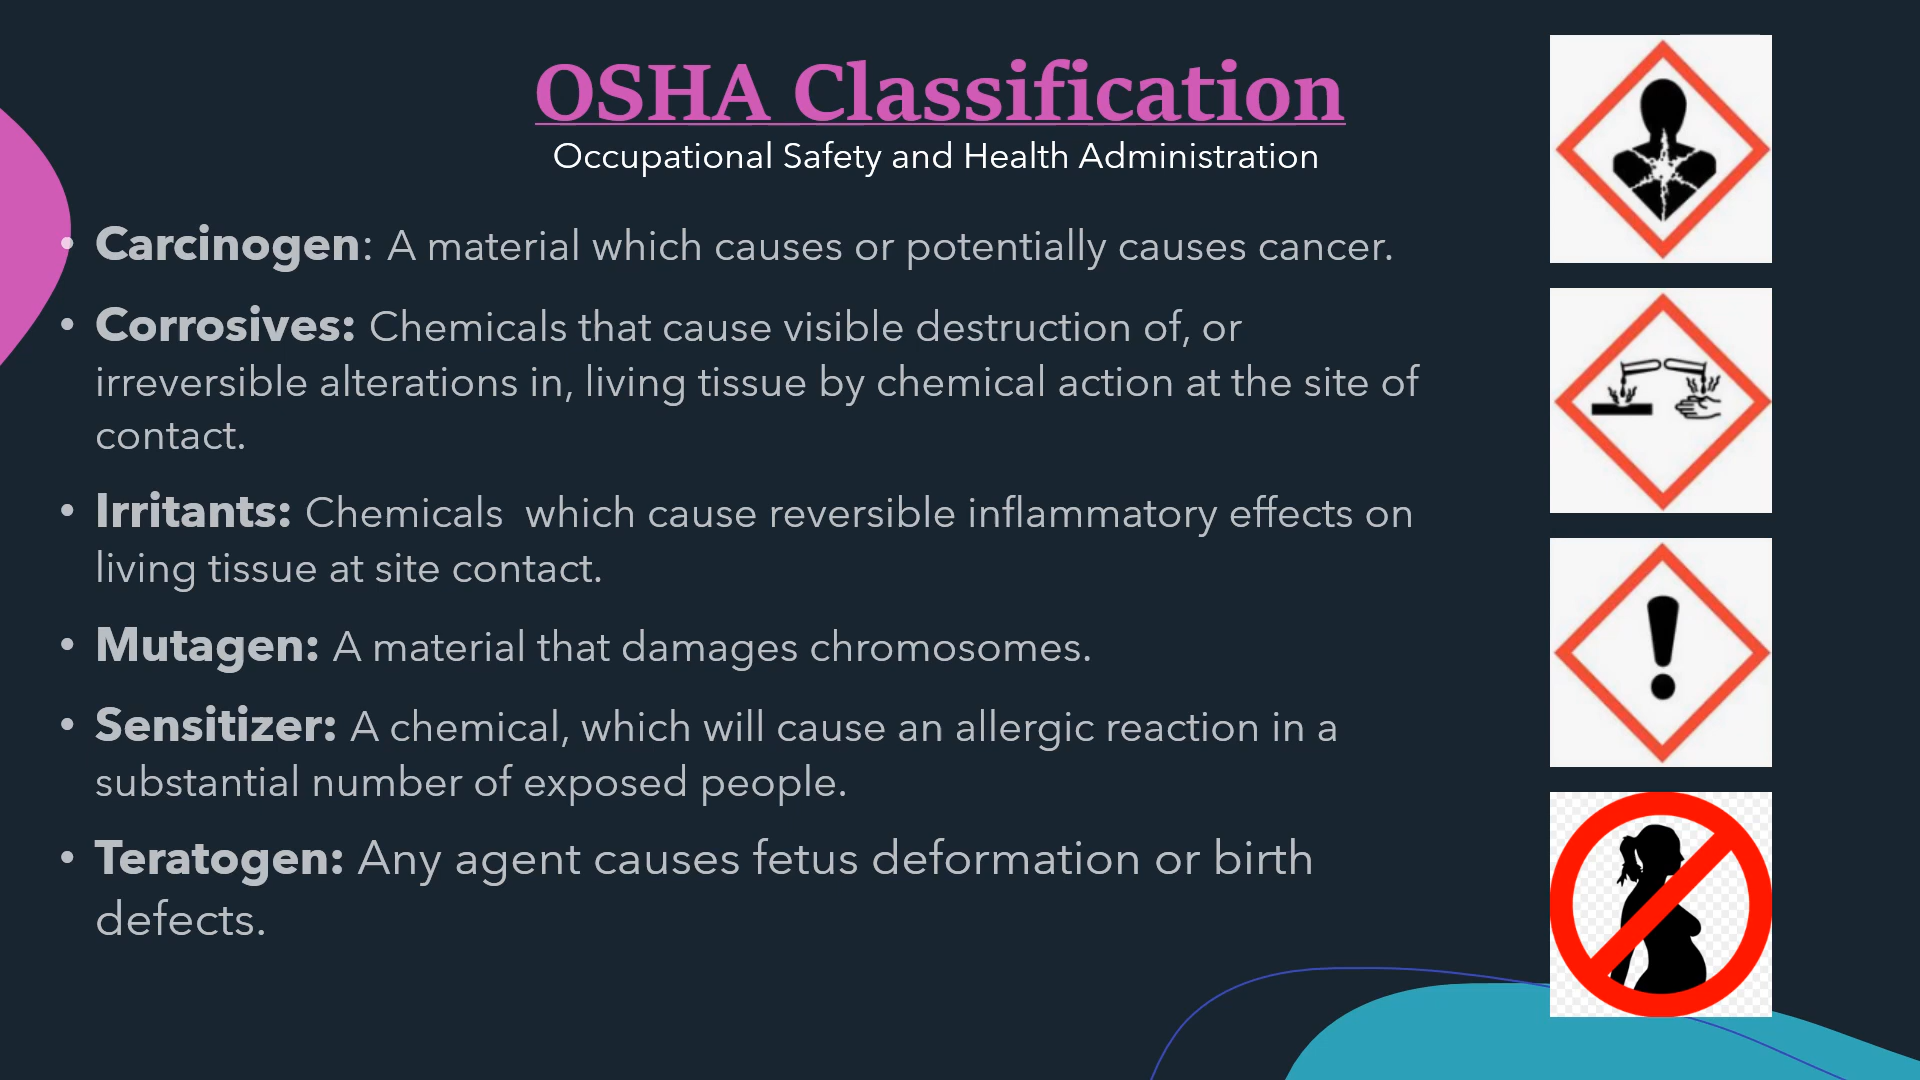 OSHA Classification
Occupational Safety and Health Administration
• Carcinogen: A material which causes or potentially causes cancer.
• Corrosives: Chemicals that cause visible destruction of, or
irreversible alterations in, living tissue by chemical action at the site of
contact.
• Irritants: Chemicals  which cause reversible inflammatory effects on
living tissue at site contact.
• Mutagen: A material that damages chromosomes.
• Sensitizer: A chemical, which will cause an allergic reaction in a
substantial number of exposed people.
• Teratogen: Any agent causes fetus deformation or birth
defects.